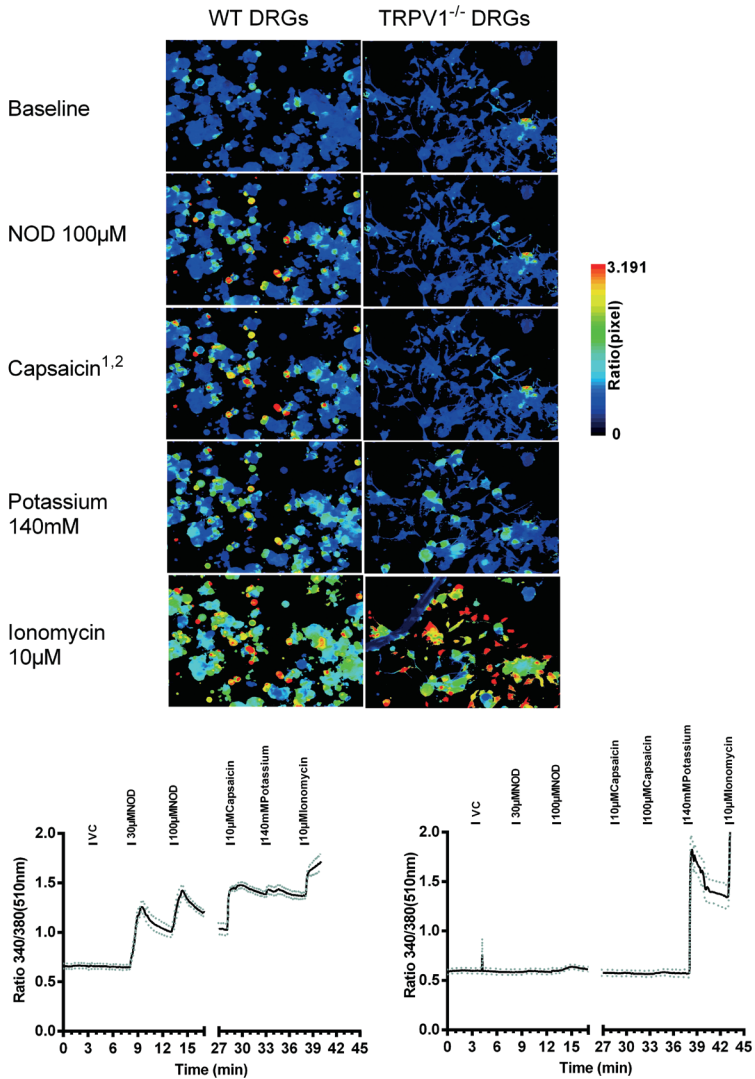 WT DRGs
TRPV1-/- DRGs
Baseline
NOD 100µM
Capsaicin1,2
Potassium
140mM
Ionomycin
10µM
3.191
Ratio(pixel)
0
VC
30µMNOD
100µMNOD
10µMCapsaicin
140mMPotassium
10µMIonomycin
Ratio 340/380(510nm)
2.0
1.5
1.0
0.5
0.0
0 3 6 9 12 15 27 30 33 36 39 42 45
Time (min)
VC
30µMNOD
100µMNOD
10µMCapsaicin
100µMCapsaicin
140mMPotassium
10µMIonomycin
Ratio 340/380(510nm)
2.0
1.5
1.0
0.5
0.0
0 3 6 9 12 15 27 30 33 36 39 42 45
Time (min)